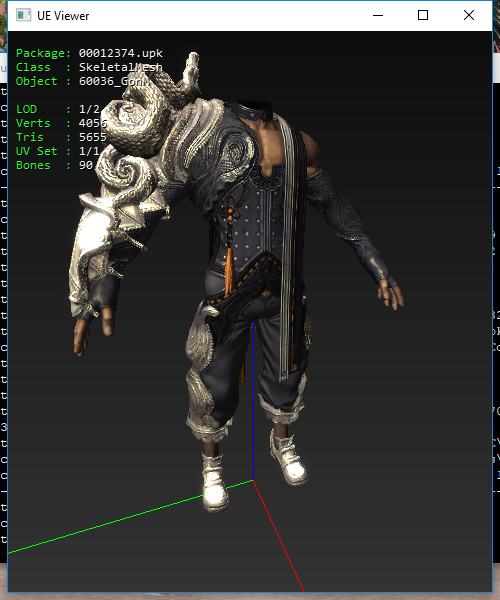 UE Viewer
Package: 00012374.upk
Class : SkeletalMesh
Object : 60036_GonM
LOD : 1/2
Verts : 4056
Tris : 5655
UV Set : 1/1
Bones : 90